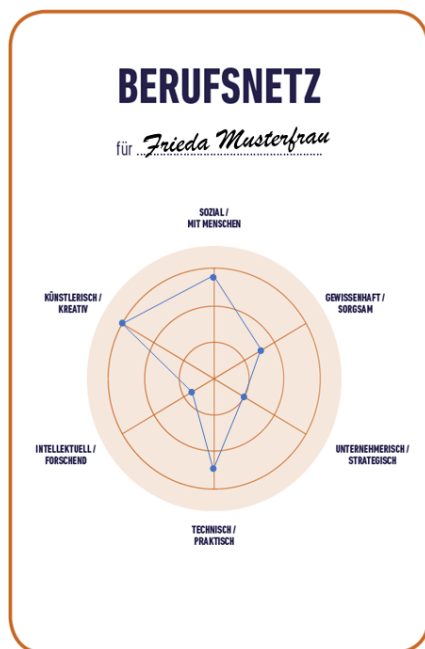 BERUFSNETZ
für Frieda Musterfrau
SOZIAL /
MIT MENSCHEN
KÜNSTLERISCH /
KREATIV
GEWISSENHAFT /
SORGSAM
INTELLEKTUELL /
FORSCHEND
UNTERNEHMERISCH /
STRATEGISCH
TECHNISCH /
PRAKTISCH